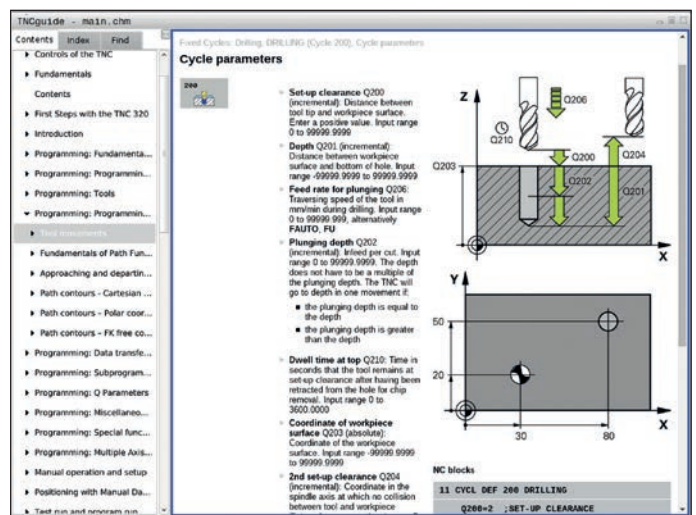 TNCguide - main.chm
Contents Index Find
Controls of the TNC
Fundamentals
Contents
First Steps with the TNC 320
Introduction
Programming: Fundamenta...
Programming: Programmin...
Programming: Tools
Programming: Programmin...
Tool movements
Fundamentals of Path Fun...
Approaching and departin...
Path contours - Cartesian ...
Path contours - Polar coor...
Path contours - FK free co...
Programming: Data transfe...
Programming: Subprogram...
Programming: Q Parameters
Programming: Miscellaneo...
Programming: Special func...
Programming: Multiple Axis...
Manual operation and setup
Positioning with Manual Da...
Test run and program run
Fixed Cycles: Drilling: DRILLING (Cycle 200), Cycle parameters
Cycle parameters
200
Set-up clearance Q200
(incremental): Distance between
tool tip and workpiece surface.
Enter a positive value. Input range
0 to 99999.9999
Depth Q201 (incremental):
Distance between workpiece
surface and bottom of hole. Input
range -99999.9999 to 99999.9999
Feed rate for plunging Q206:
Traversing speed of the tool in
mm/min during drilling. Input range
0 to 99999.999, alternatively
FAUTO, FU
Plunging depth Q202
(incremental): Infeed per cut. Input
range 0 to 99999.9999. The depth
does not have to be a multiple of
the plunging depth. The TNC will
go to depth in one movement if:
the plunging depth is equal to
the depth
the plunging depth is greater
than the depth
Dwell time at top Q210: Time in
seconds that the tool remains at
set-up clearance after having been
retracted from the hole for chip
removal. Input range 0 to
3600.0000
Coordinate of workpiece
surface Q203 (absolute):
Coordinate of the workpiece
surface. Input range -99999.9999
to 99999.9999
2nd set-up clearance Q204
(incremental): Coordinate in the
spindle axis at which no collision
between tool and workpiece
Z
Q206
Q210
Q200
Q204
Q203
Q202
Q201
X
Y
50
20
30
80
X
NC blocks
11 CYCL DEF 200 DRILLING
Q200=2 ;SET-UP CLEARANCE